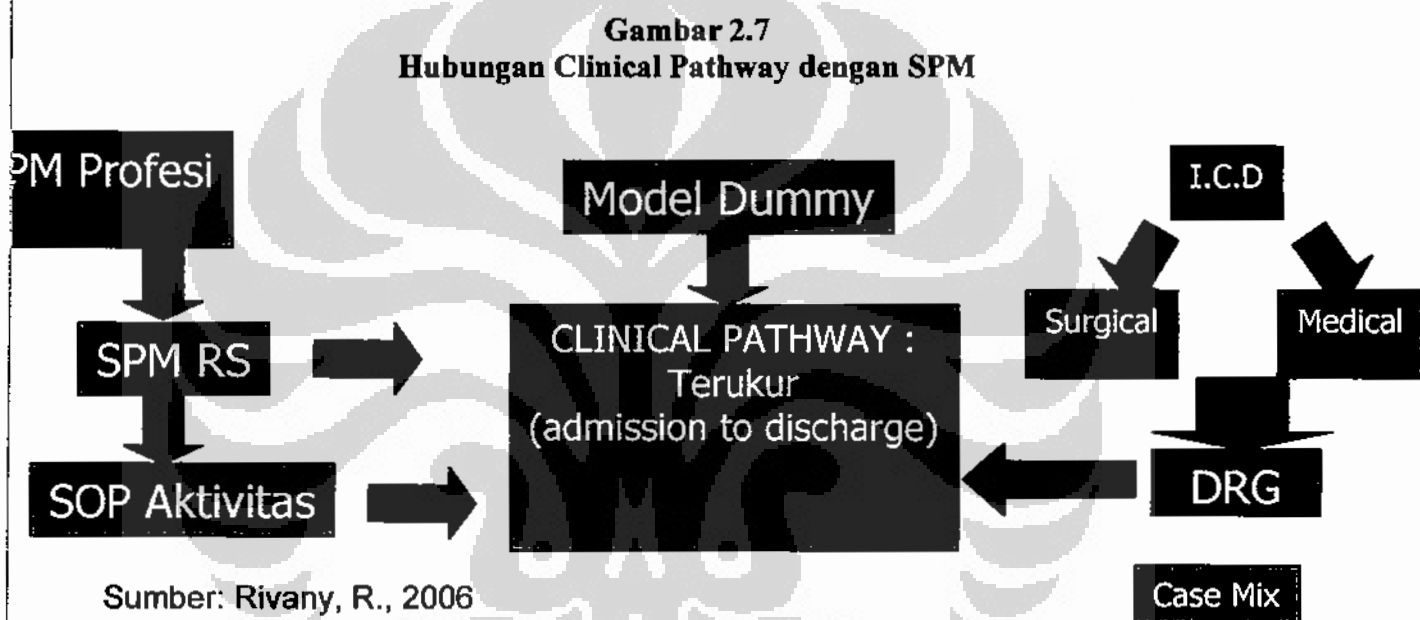 Gambar 2.7
Hubungan Clinical Pathway dengan SPM
PM Profesi
SPM RS
SOP Aktivitas
Model Dummy
CLINICAL PATHWAY :
Terukur
(admission to discharge)
I.C.D
Surgical
Medical
DRG
Case Mix
Sumber: Rivany, R., 2006